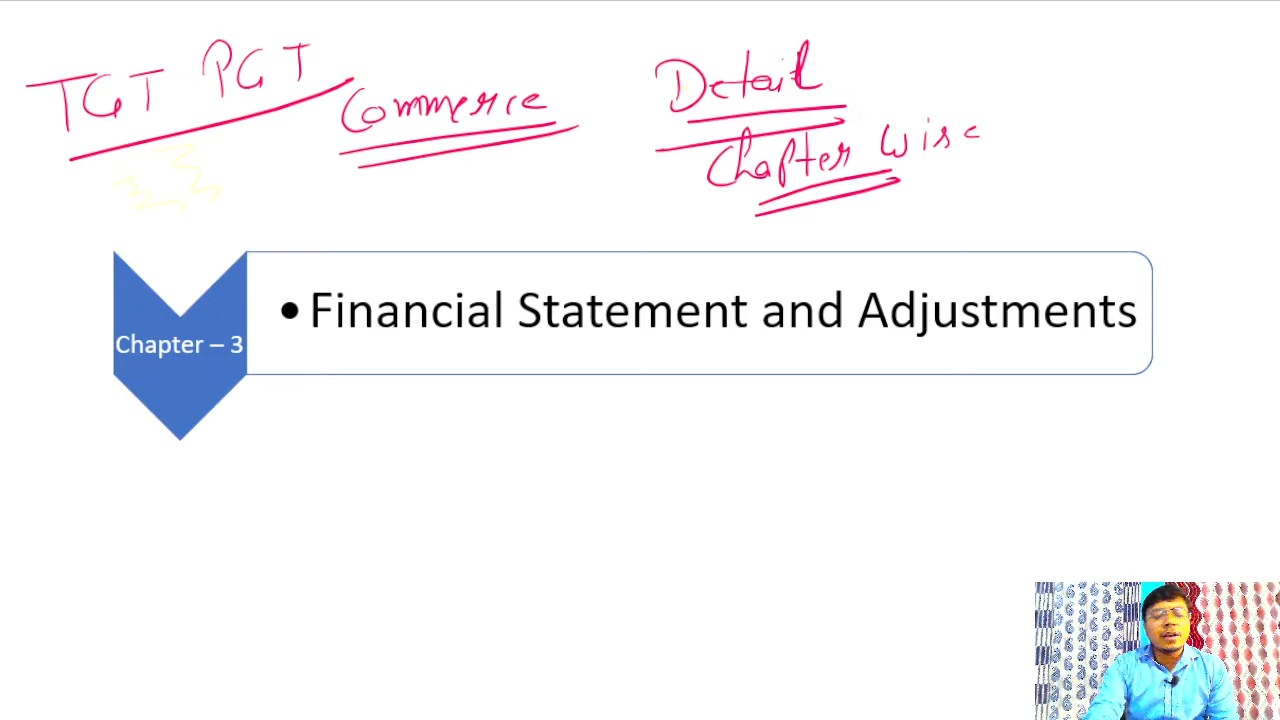 TGT PGT
Commerce
Detail
Chapter wise
Chapter – 3
• Financial Statement and Adjustments